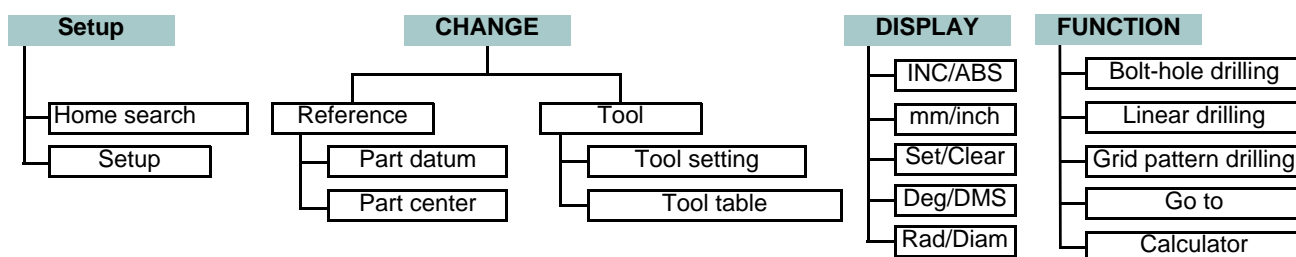 Setup
Home search
Setup
CHANGE
Reference
Part datum
Part center
Tool
Tool setting
Tool table
DISPLAY
INC/ABS
mm/inch
Set/Clear
Deg/DMS
Rad/Diam
FUNCTION
Bolt-hole drilling
Linear drilling
Grid pattern drilling
Go to
Calculator